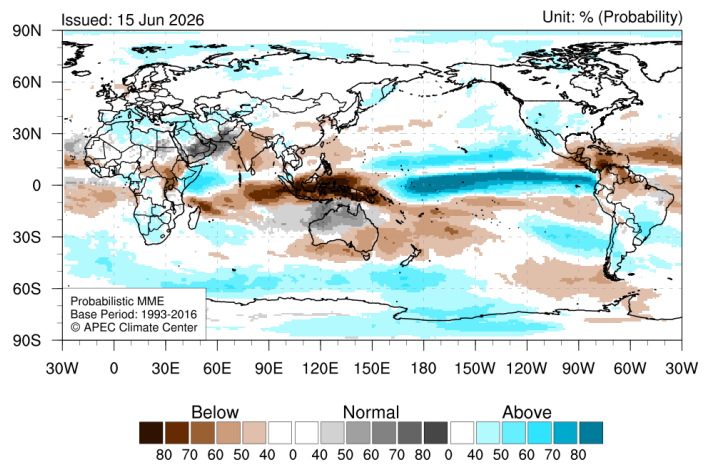 Issued: 15 Jun 2026
Unit: % (Probability)
90N
60N
30N
0
30S
60S
90S
Probabilistic MME
Base Period: 1993-2016
© APEC Climate Center
30W 0 30E 60E 90E 120E 150E 180 150W 120W 90W 60W 30W
Below Normal Above
80 70 60 50 40 0 40 50 60 70 80 0 40 50 60 70 80